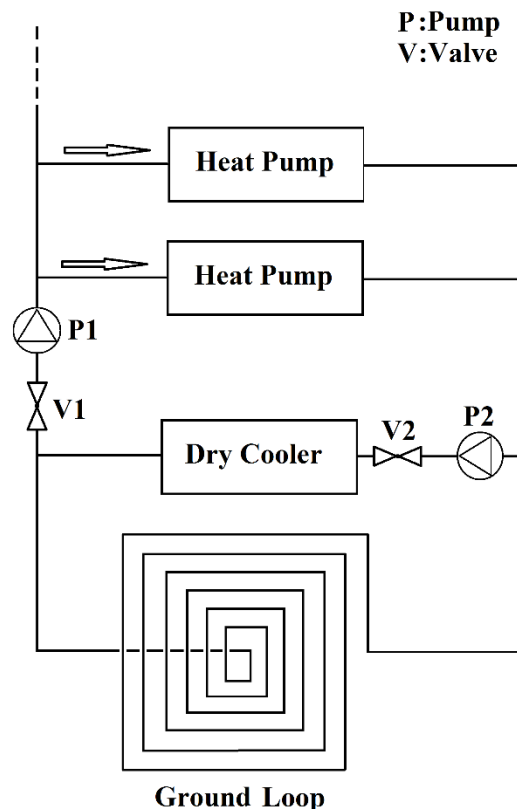 P:Pump
V:Valve
Heat Pump
Heat Pump
P1
V1
P2
V2
Dry Cooler
Ground Loop